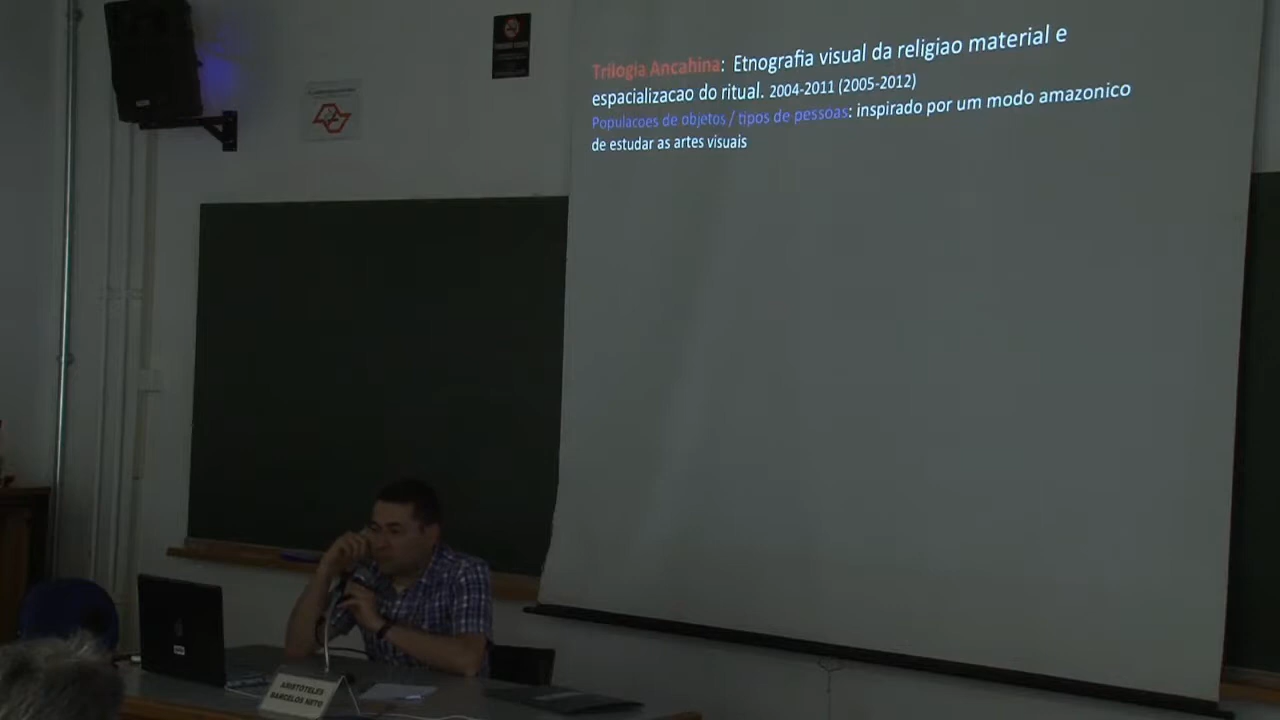 Trilogia Ancahina: Etnografia visual da religiao material e
espacializacao do ritual. 2004-2011 (2005-2012)
Populacoes de objetos / tipos de pessoas: inspirado por um modo amazonico
de estudar as artes visuais
ARISTOTELES
BARCELOS NETO